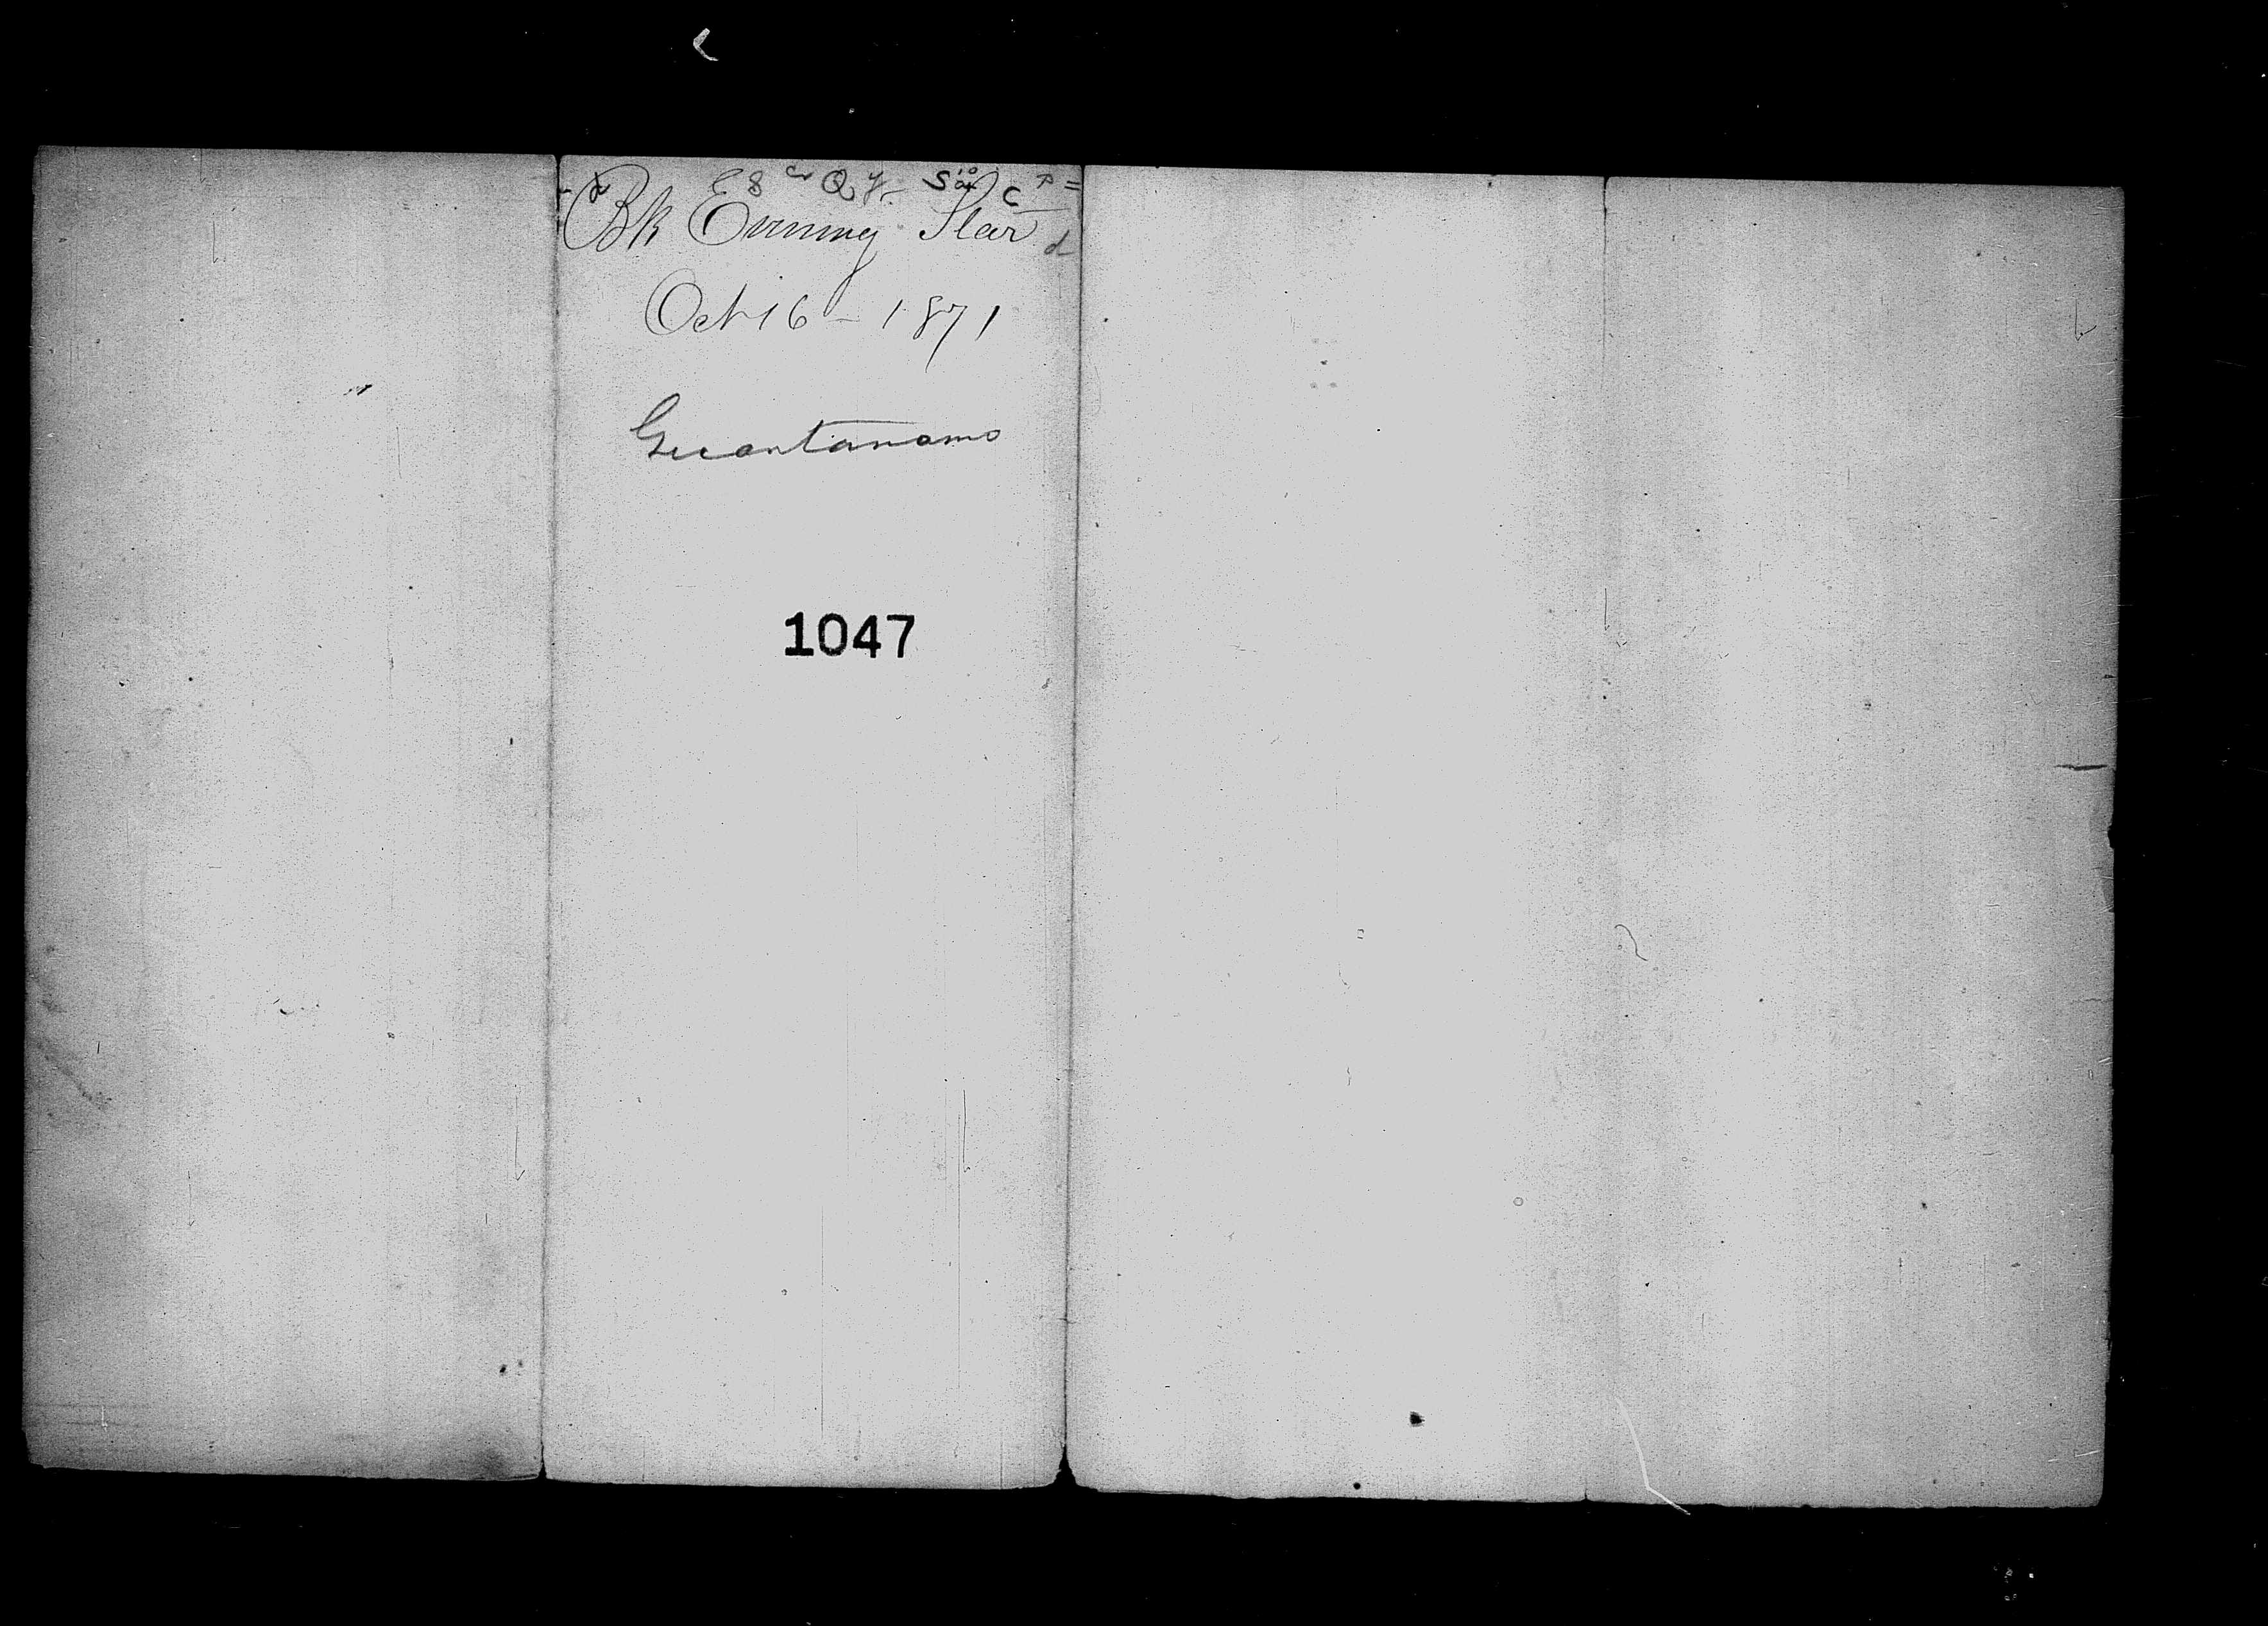 Bk Evening Star
Oct 16 - 1871
Guantanamo
1047